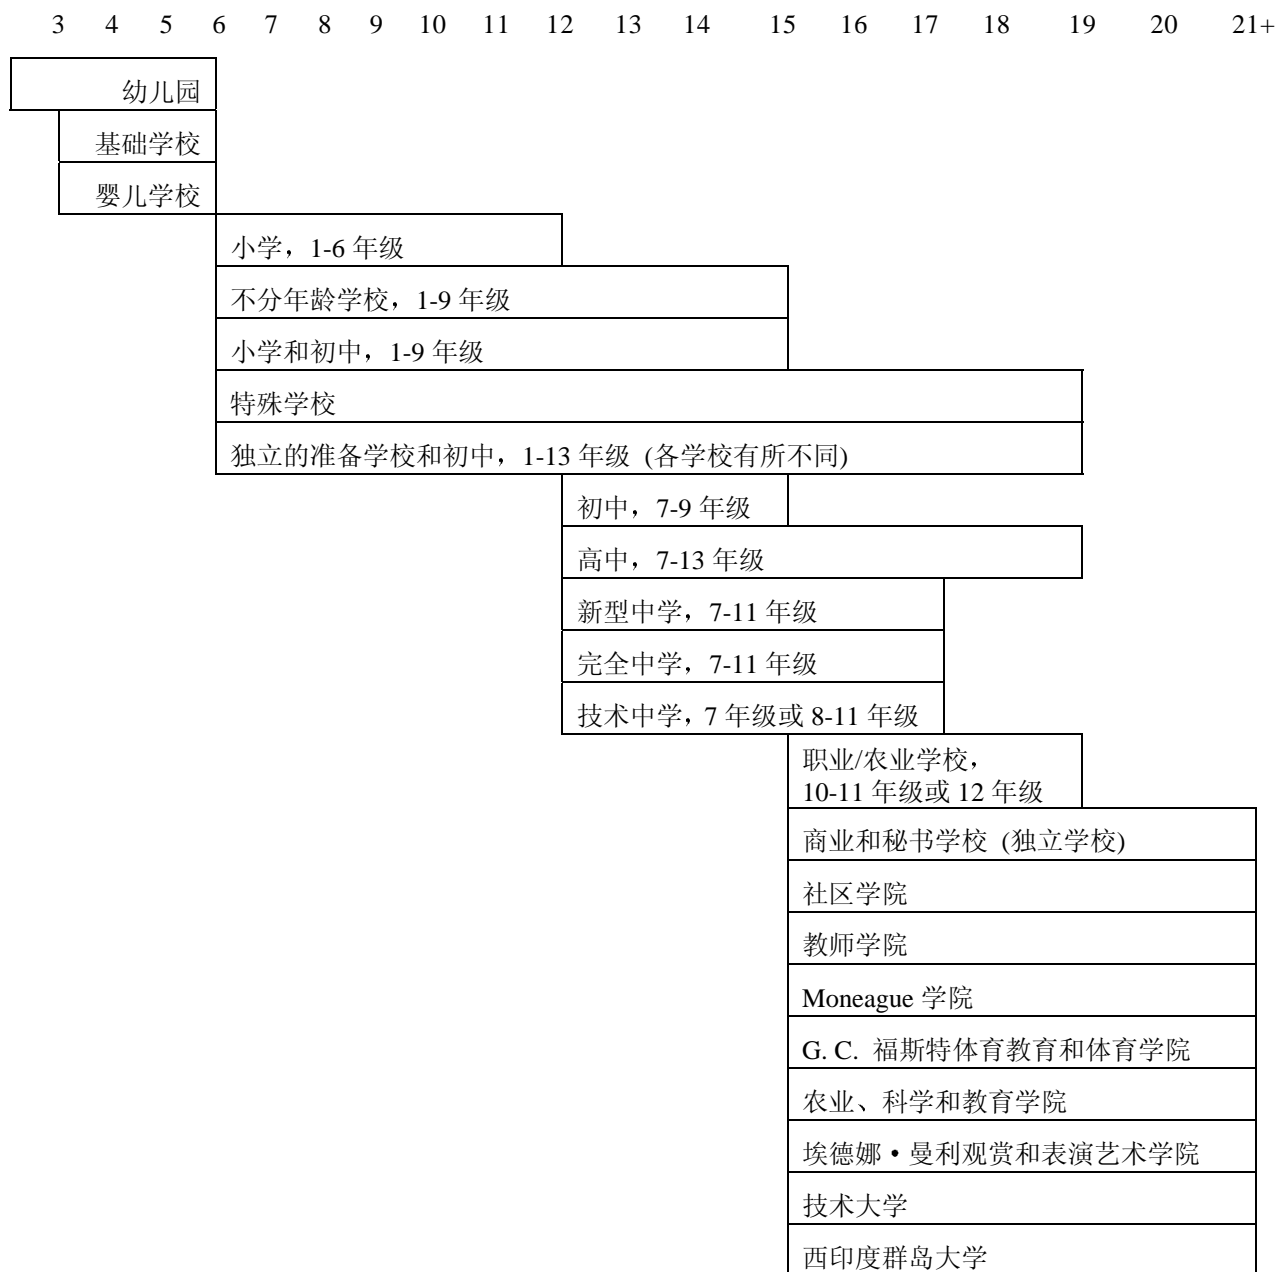 3 4 5 6 7 8 9 10 11 12 13 14 15 16 17 18 19 20 21+
幼儿园
基础学校
婴儿学校
小学，1-6 年级
不分年龄学校，1-9 年级
小学和初中，1-9 年级
特殊学校
独立的准备学校和初中，1-13 年级 (各学校有所不同)
初中，7-9 年级
高中，7-13 年级
新型中学，7-11 年级
完全中学，7-11 年级
技术中学，7 年级或 8-11 年级
职业/农业学校，
10-11 年级或 12 年级
商业和秘书学校 (独立学校)
社区学院
教师学院
Moneague 学院
G. C. 福斯特体育教育和体育学院
农业、科学和教育学院
埃德娜•曼利观赏和表演艺术学院
技术大学
西印度群岛大学